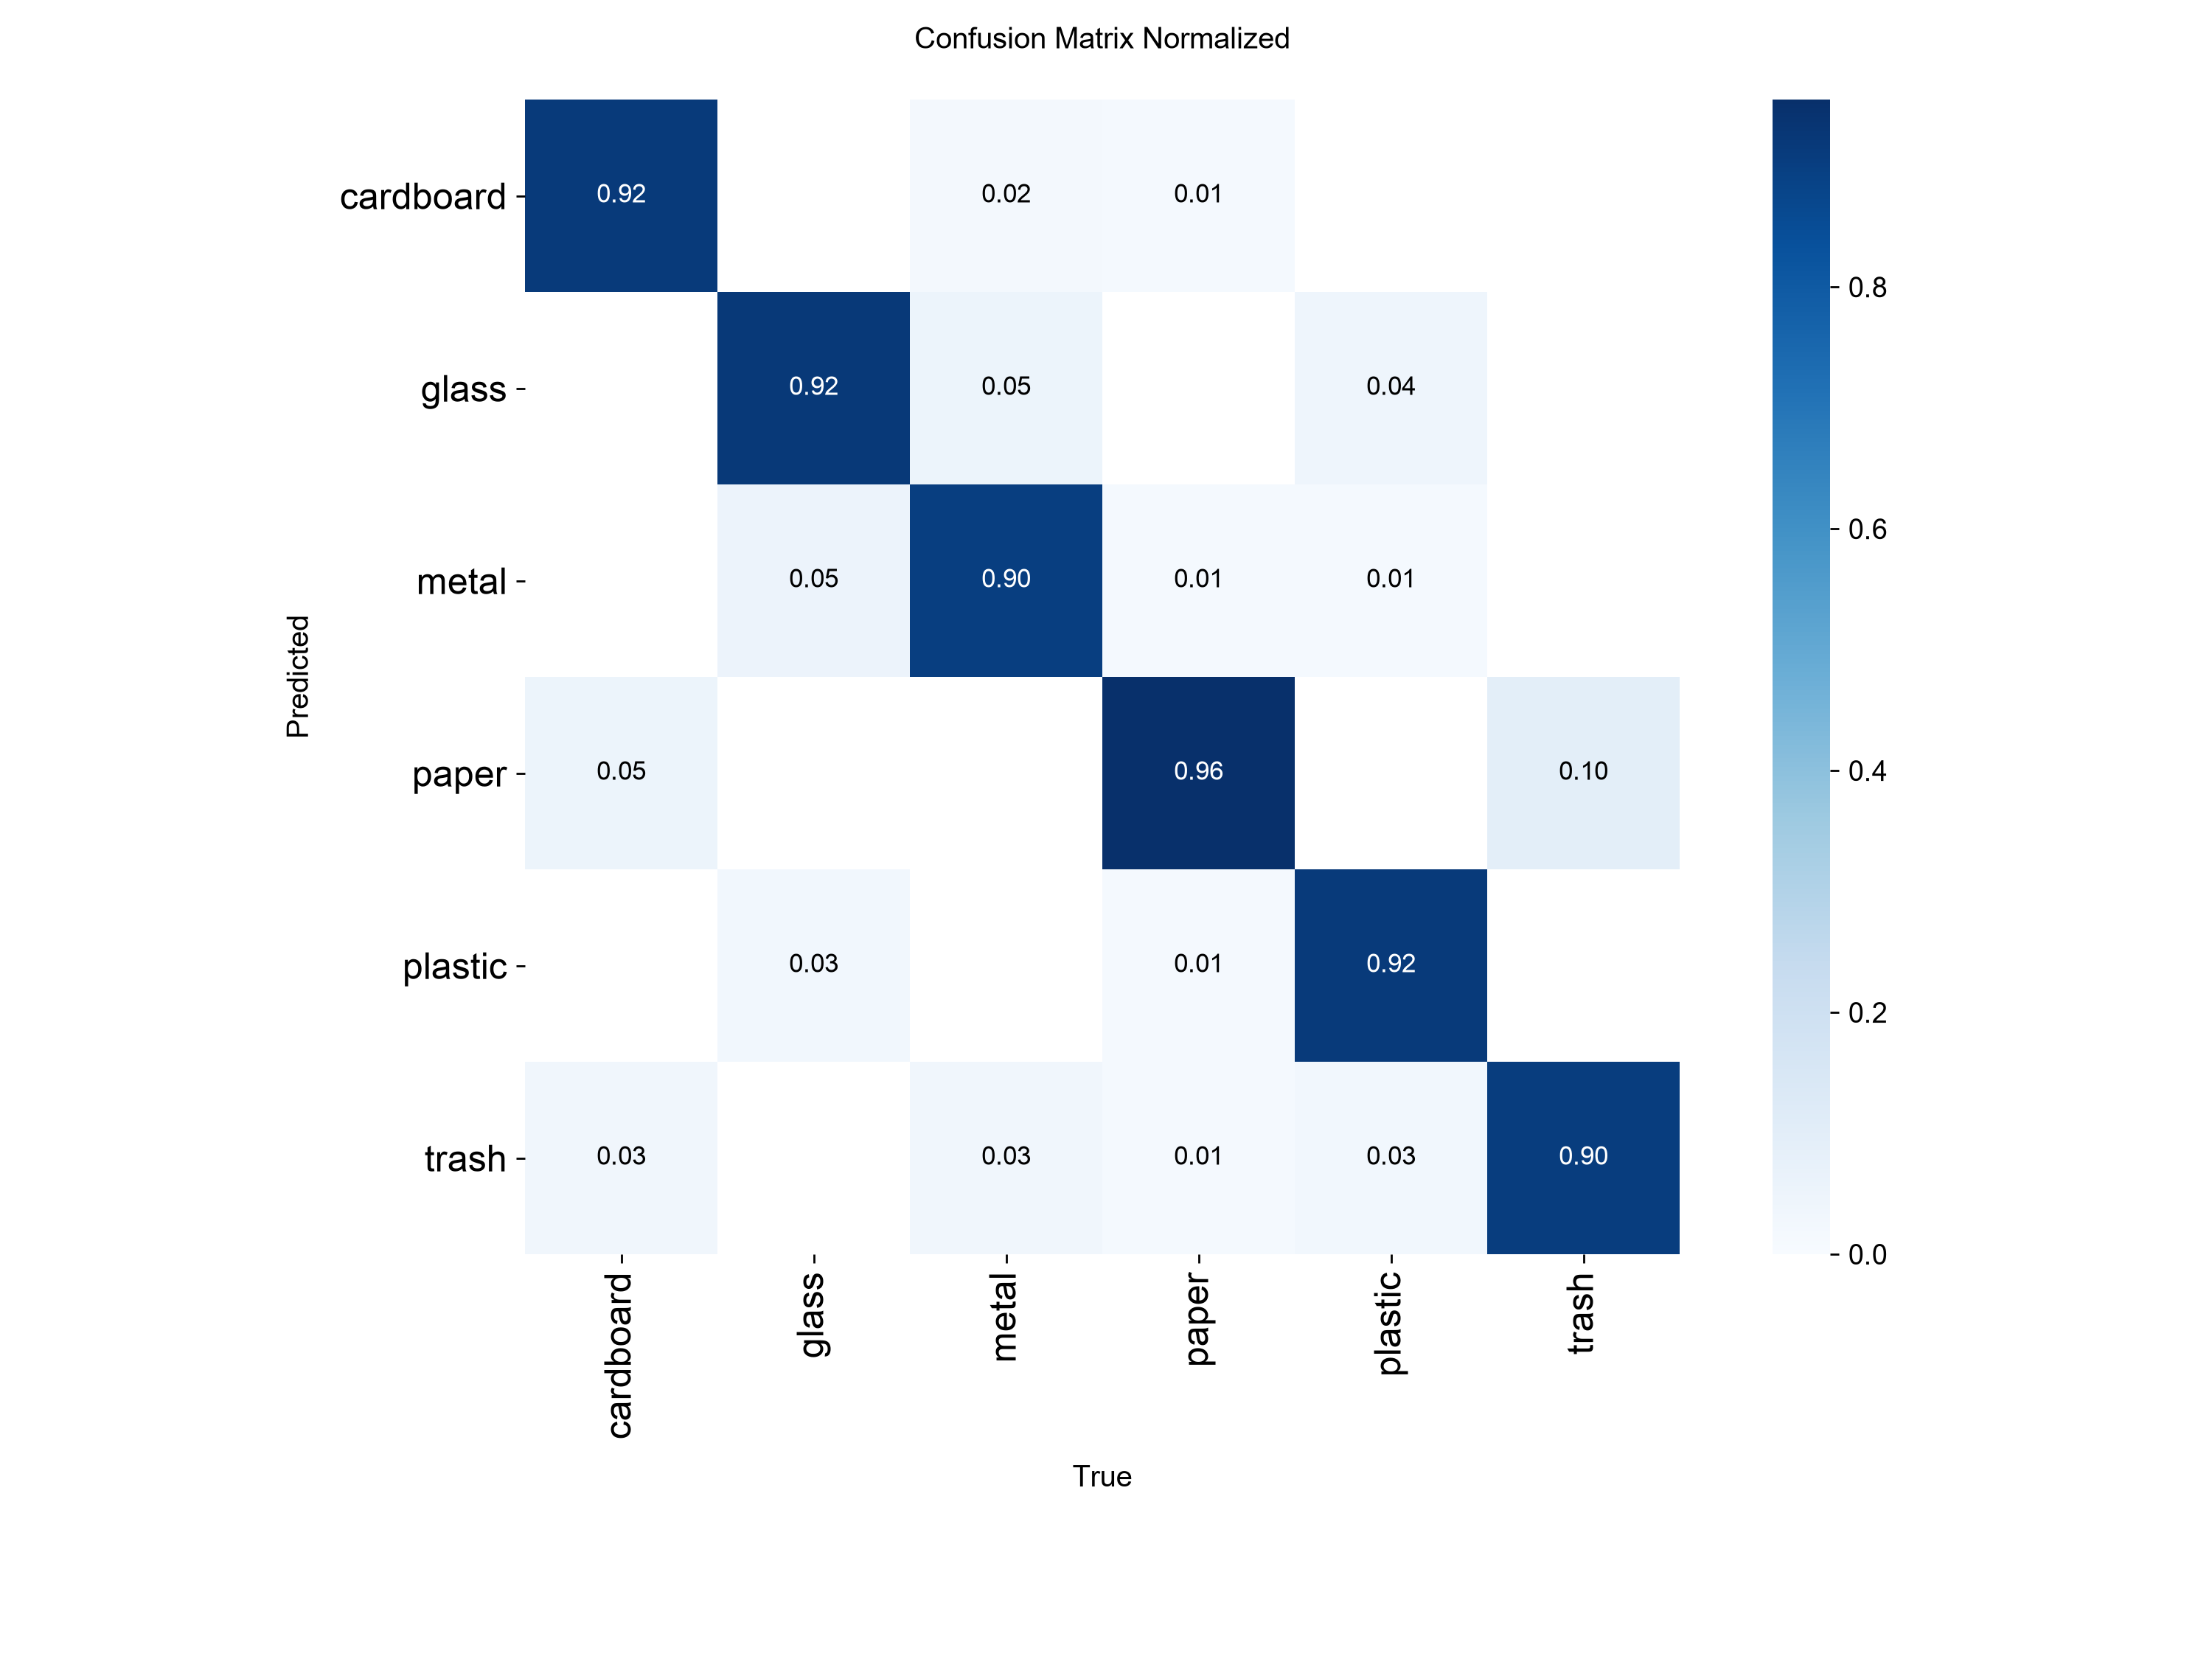 Confusion Matrix Normalized
cardboard 0.92 0.02 0.01
glass 0.92 0.05 0.04
metal 0.05 0.90 0.01 0.01
paper 0.05 0.96 0.10
plastic 0.03 0.01 0.92
trash 0.03 0.03 0.01 0.03 0.90
Predicted
cardboard glass metal paper plastic trash
True
0.8
0.6
0.4
0.2
0.0